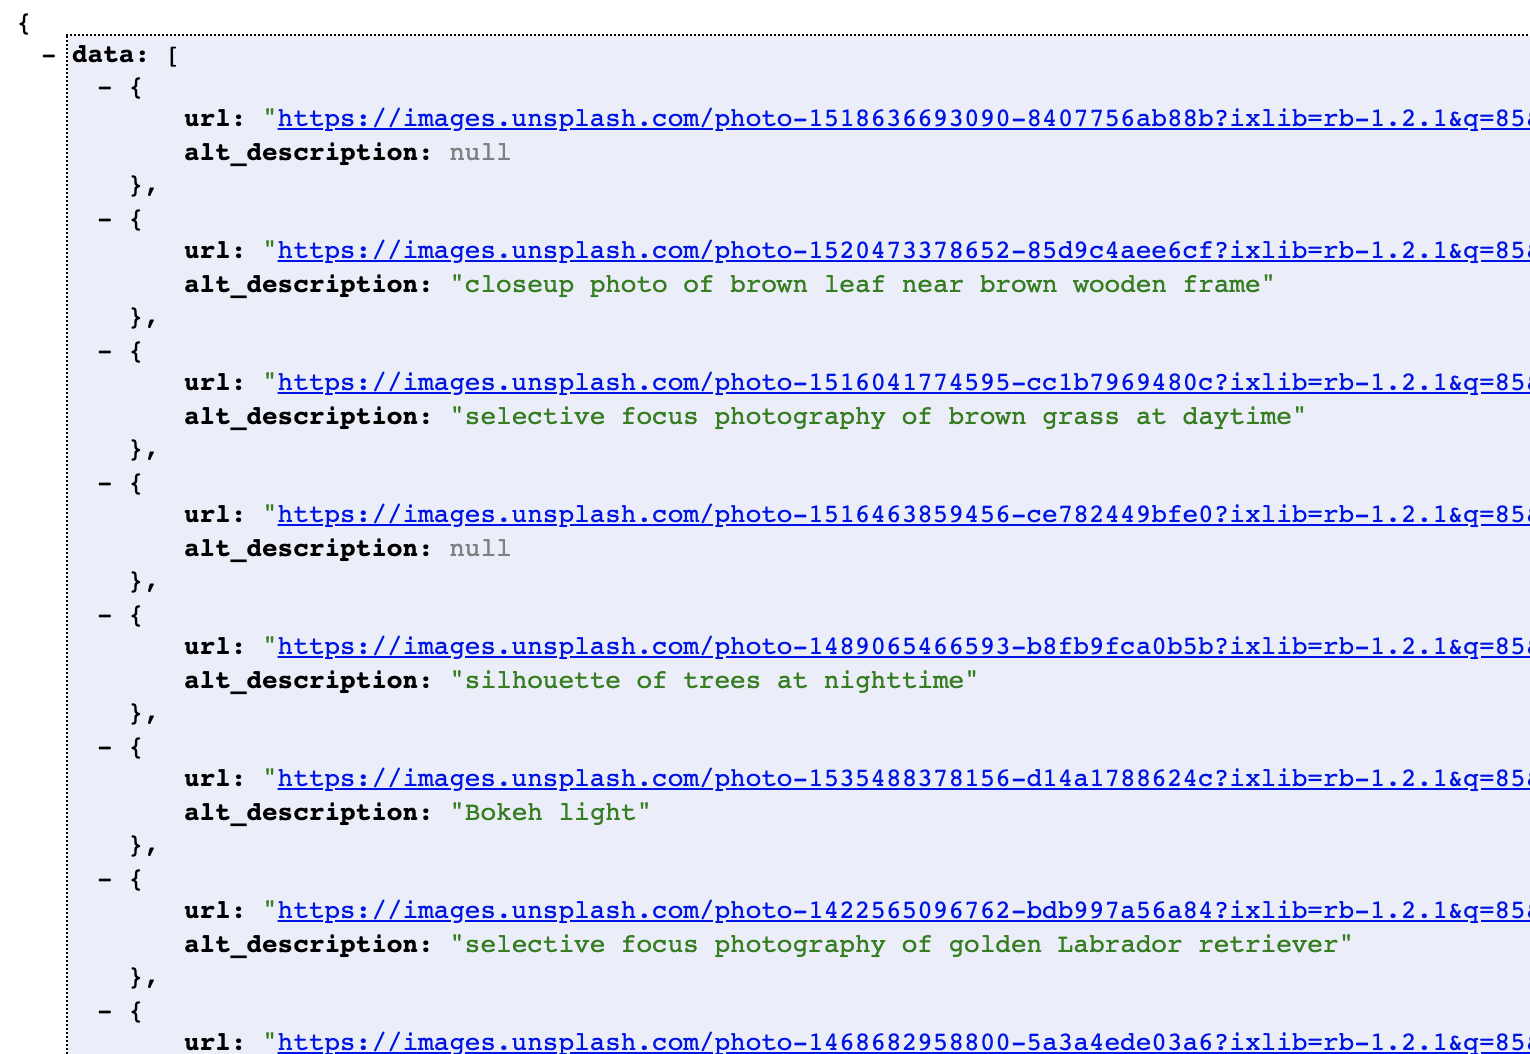 {
- data: [
- {
url: "https://images.unsplash.com/photo-1518636693090-8407756ab88b?ixlib=rb-1.2.1&q=85
alt_description: null
},
- {
url: "https://images.unsplash.com/photo-1520473378652-85d9c4aee6cf?ixlib=rb-1.2.1&q=85
alt_description: "closeup photo of brown leaf near brown wooden frame"
},
- {
url: "https://images.unsplash.com/photo-1516041774595-cc1b7969480c?ixlib=rb-1.2.1&q=85
alt_description: "selective focus photography of brown grass at daytime"
},
- {
url: "https://images.unsplash.com/photo-1516463859456-ce782449bfe0?ixlib=rb-1.2.1&q=85
alt_description: null
},
- {
url: "https://images.unsplash.com/photo-1489065466593-b8fb9fca0b5b?ixlib=rb-1.2.1&q=85
alt_description: "silhouette of trees at nighttime"
},
- {
url: "https://images.unsplash.com/photo-1535488378156-d14a1788624c?ixlib=rb-1.2.1&q=85
alt_description: "Bokeh light"
},
- {
url: "https://images.unsplash.com/photo-1422565096762-bdb997a56a84?ixlib=rb-1.2.1&q=85
alt_description: "selective focus photography of golden Labrador retriever"
},
- {
url: "https://images.unsplash.com/photo-1468682958800-5a3a4ede03a6?ixlib=rb-1.2.1&q=85